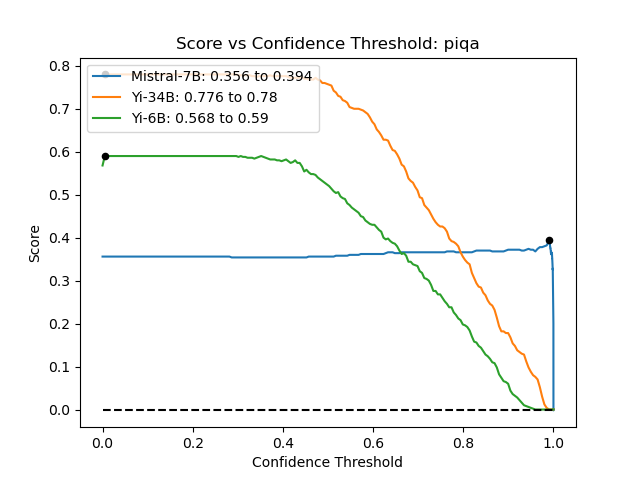 Score vs Confidence Threshold: piqa
Mistral-7B: 0.356 to 0.394
Yi-34B: 0.776 to 0.78
Yi-6B: 0.568 to 0.59
0.8
0.7
0.6
0.5
0.4
0.3
0.2
0.1
0.0
Score
0.0 0.2 0.4 0.6 0.8 1.0
Confidence Threshold